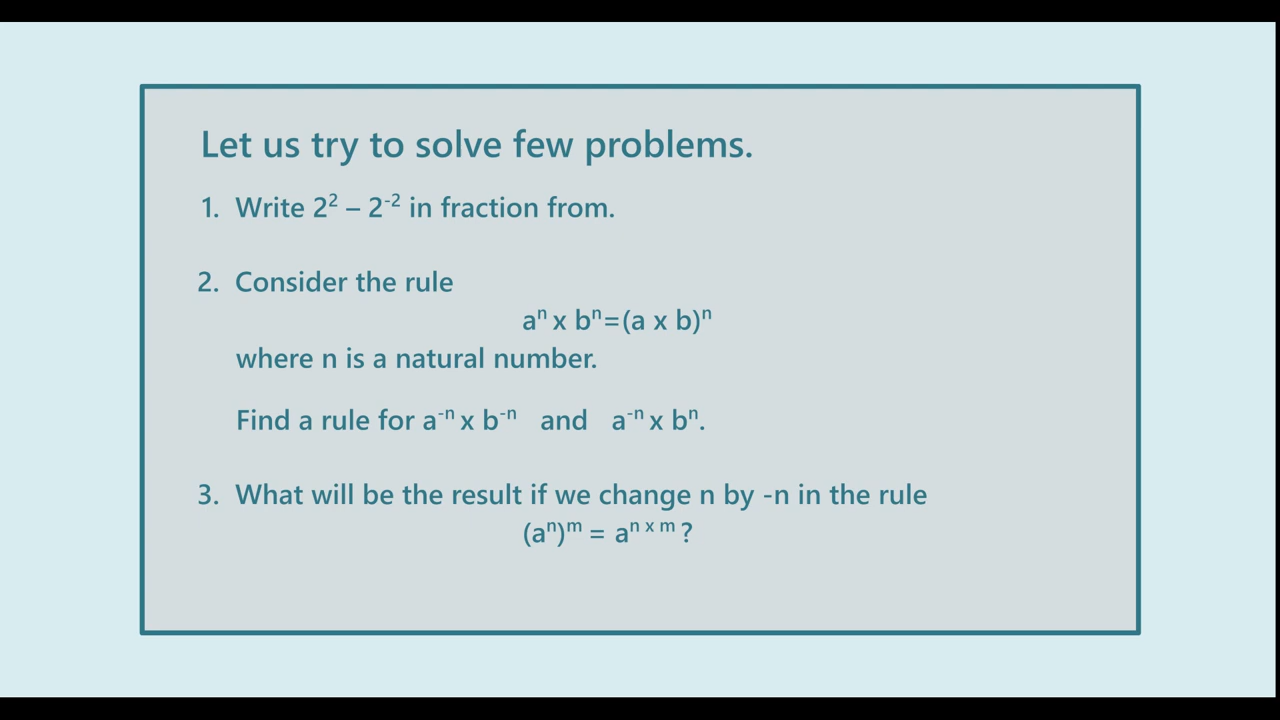 Let us try to solve few problems.
1. Write 2² – 2⁻² in fraction from.
2. Consider the rule
aⁿ x bⁿ=(a x b)ⁿ
where n is a natural number.
Find a rule for a⁻ⁿ x b⁻ⁿ and a⁻ⁿ x bⁿ.
3. What will be the result if we change n by -n in the rule
(aⁿ)ᵐ = aⁿ ˣ ᵐ ?